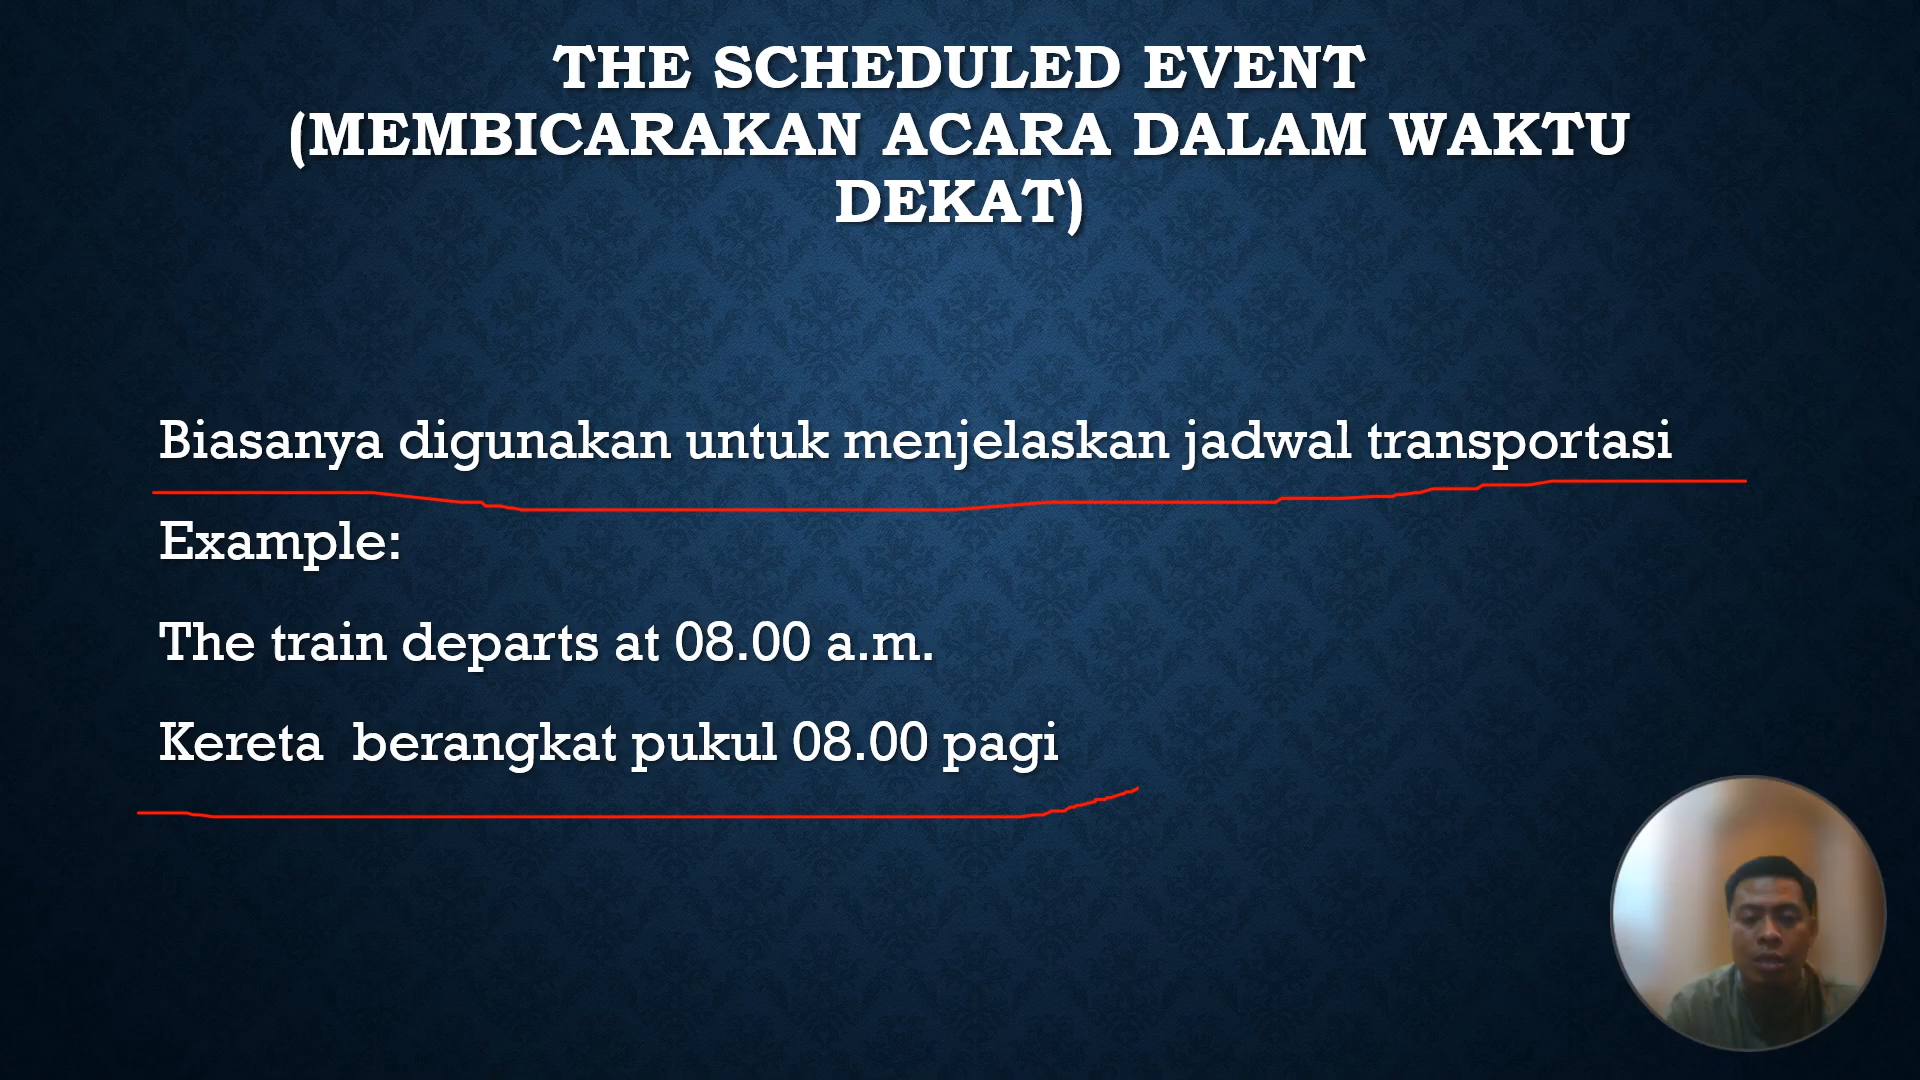 THE SCHEDULED EVENT
(MEMBICARAKAN ACARA DALAM WAKTU
DEKAT)
Biasanya digunakan untuk menjelaskan jadwal transportasi
Example:
The train departs at 08.00 a.m.
Kereta  berangkat pukul 08.00 pagi